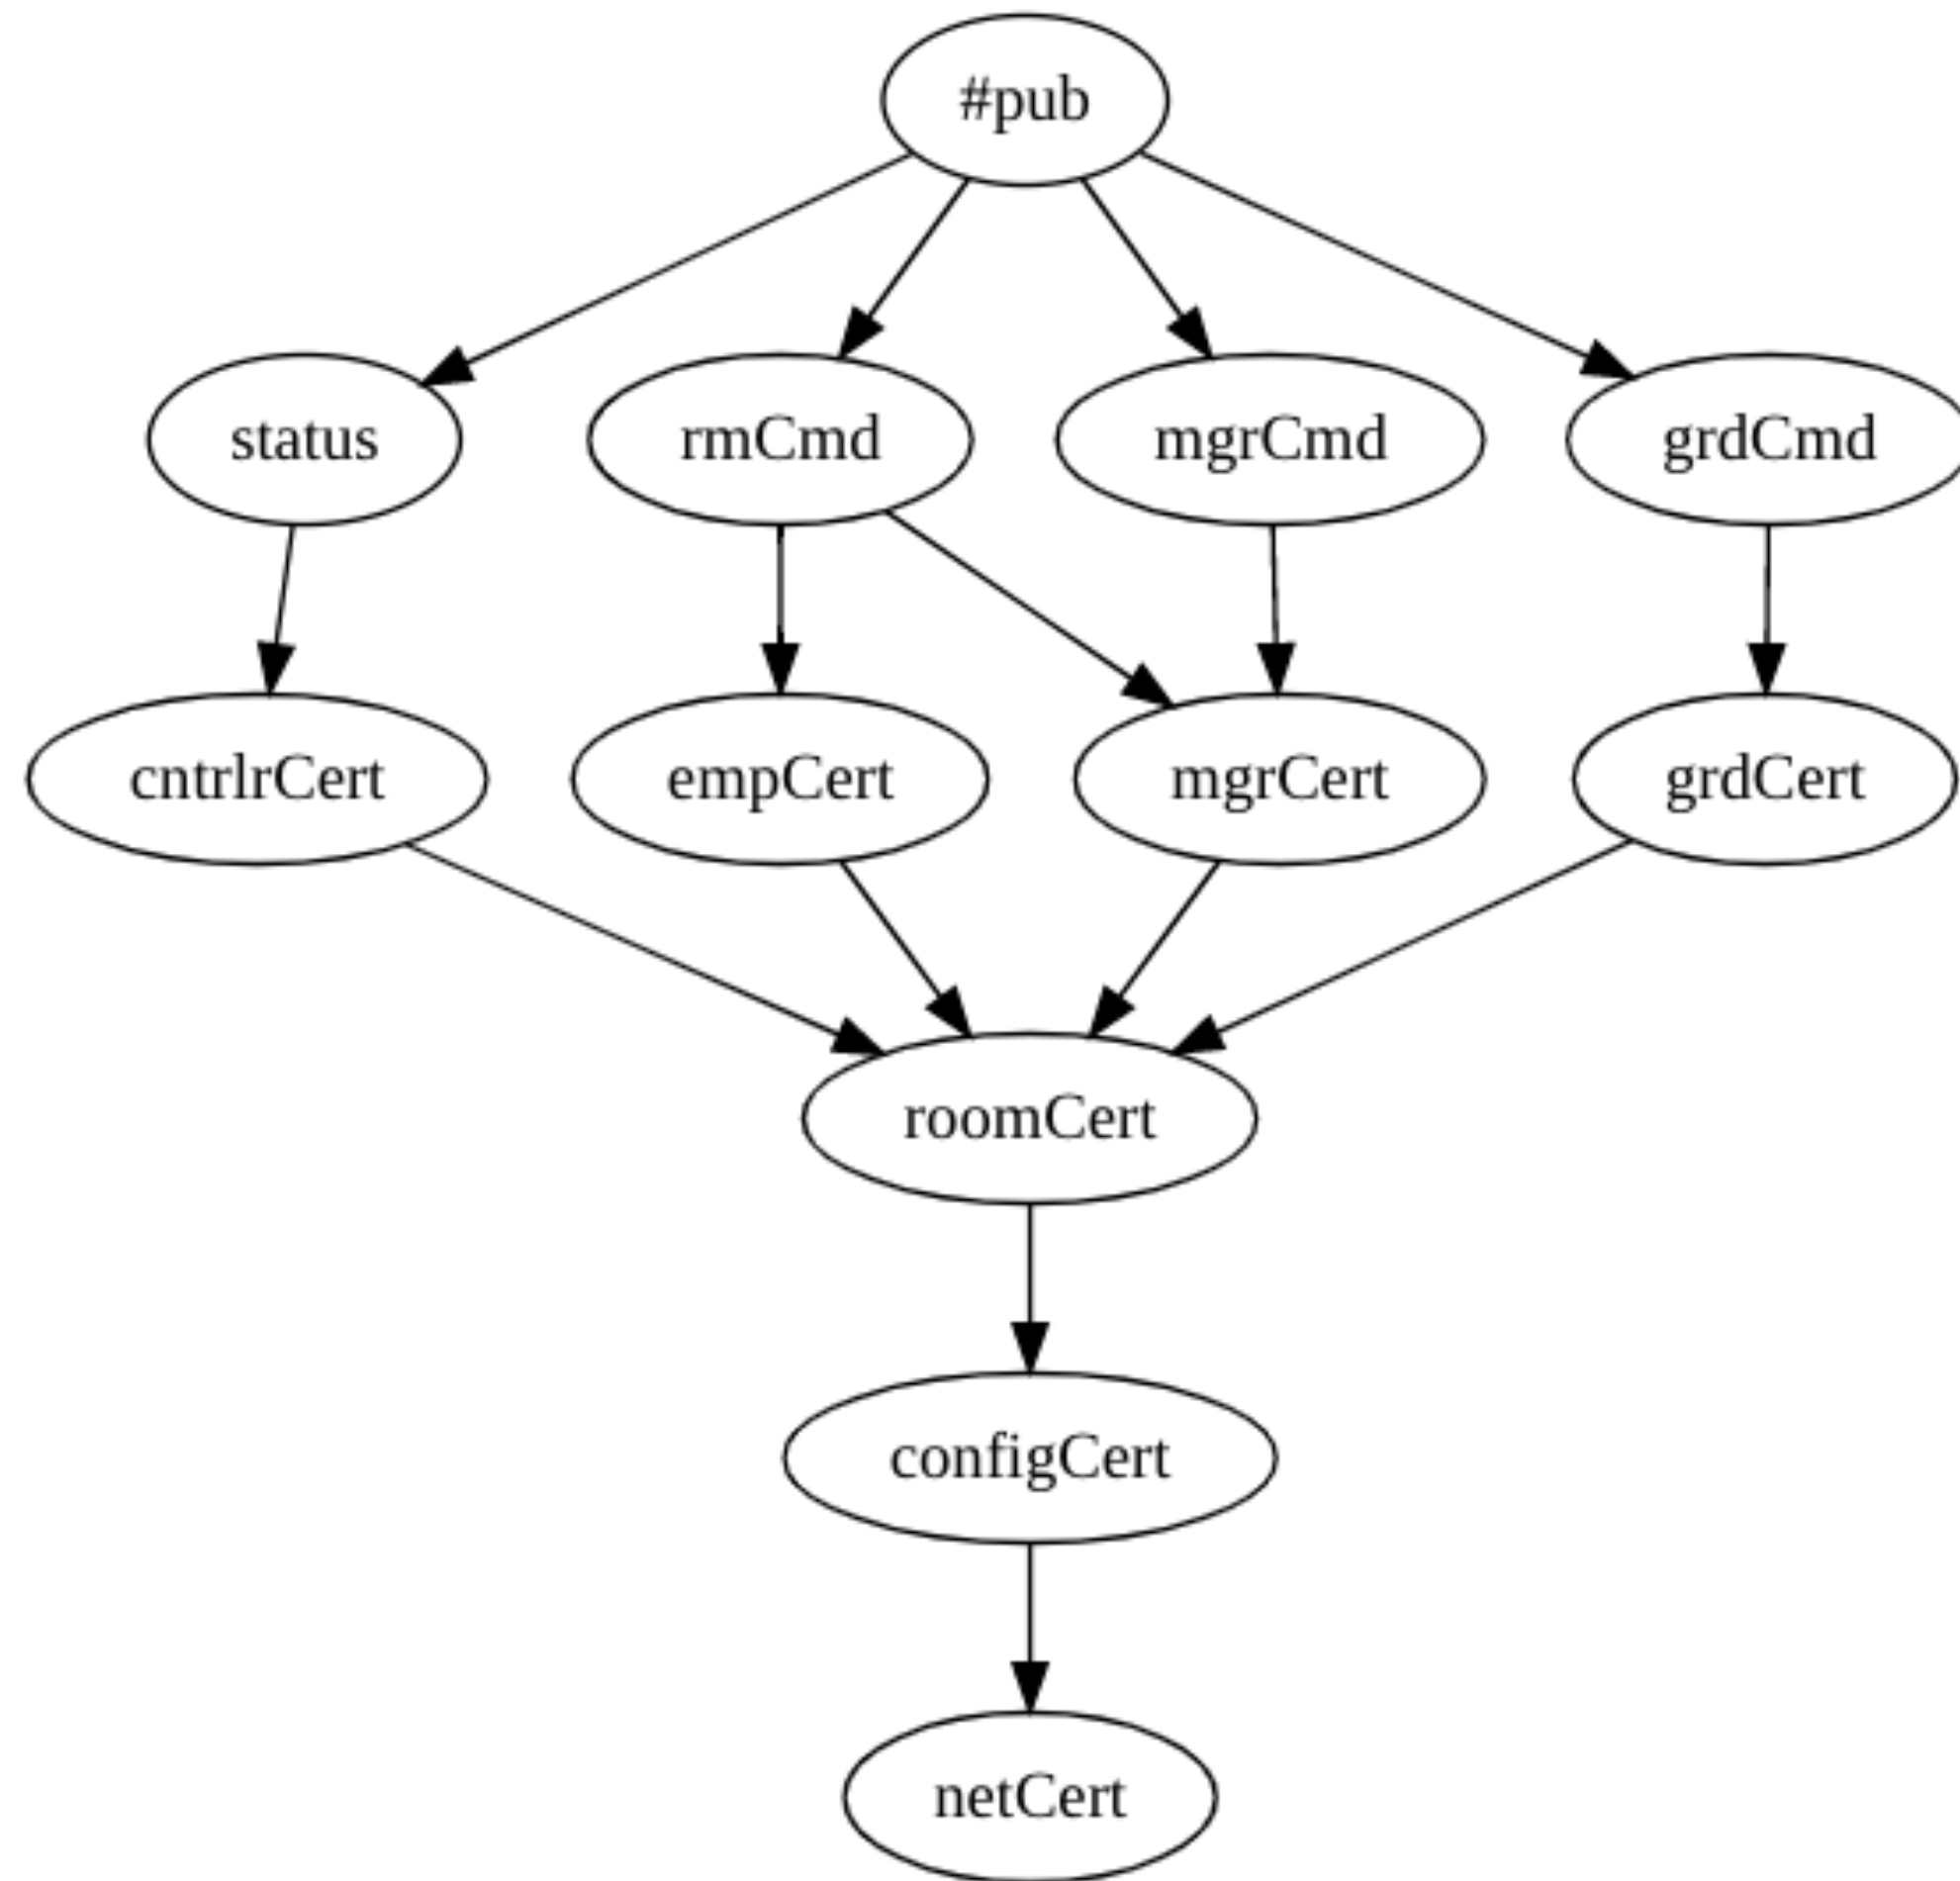 #pub
status
rmCmd
mgrCmd
grdCmd
cntrlrCert
empCert
mgrCert
grdCert
roomCert
configCert
netCert